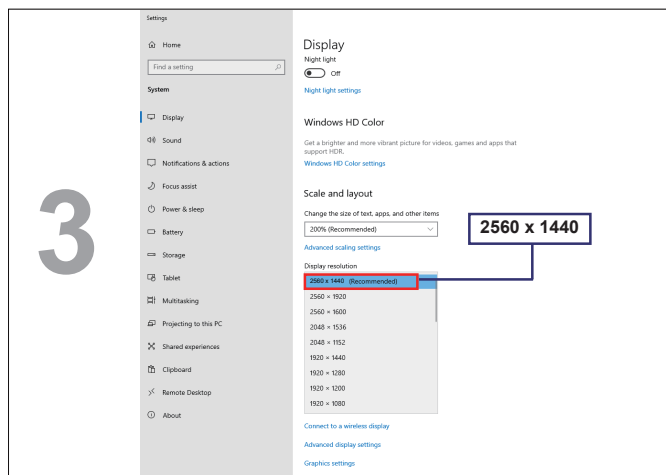 3
Settings
Home
Find a setting
System
Display
Sound
Notifications & actions
Focus assist
Power & sleep
Battery
Storage
Tablet
Multitasking
Projecting to this PC
Shared experiences
Clipboard
Remote Desktop
About
Display
Night light
Off
Night light settings
Windows HD Color
Get a brighter and more vibrant picture for videos, games and apps that
support HDR.
Windows HD Color settings
Scale and layout
Change the size of text, apps, and other items
200% (Recommended)
Advanced scaling settings
Display resolution
2560 x 1440 (Recommended)
2560 × 1920
2560 × 1600
2048 × 1536
2048 × 1152
1920 × 1440
1920 × 1280
1920 × 1200
1920 × 1080
Connect to a wireless display
Advanced display settings
Graphics settings
2560 x 1440